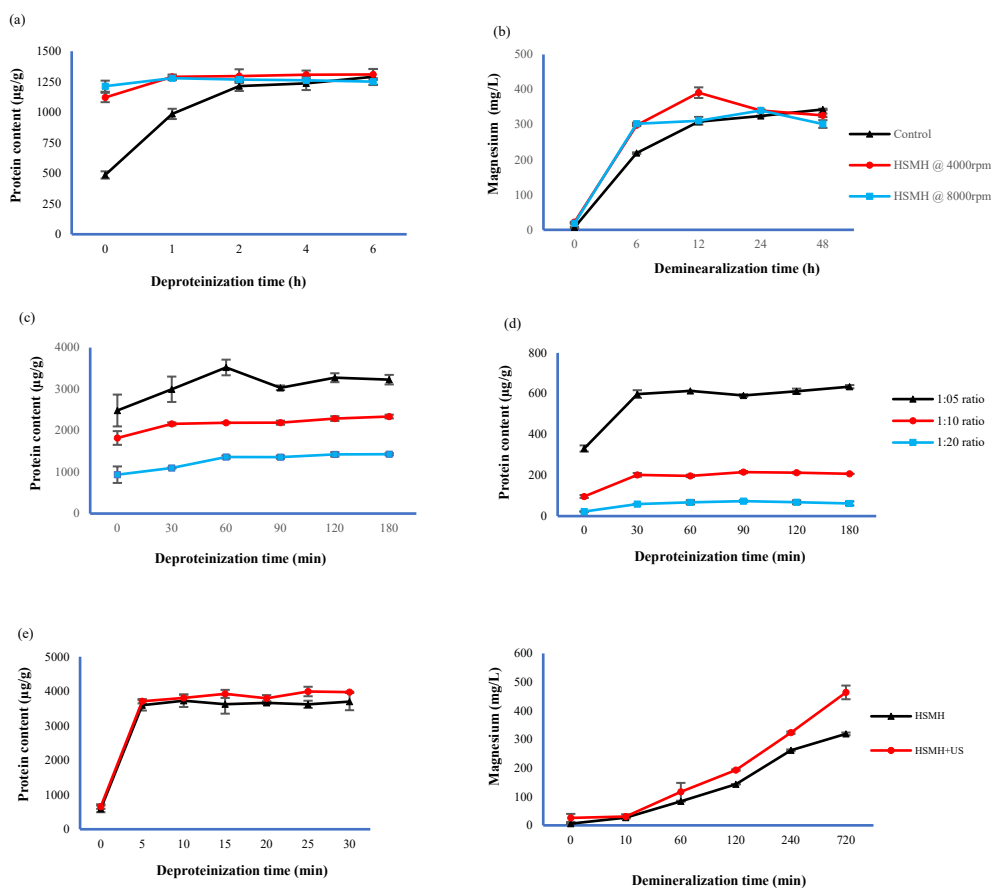 (a)
1500
1250
1000
750
500
250
0
Protein content (µg/g)
0 1 2 4 6
Deproteinization time (h)
(b)
500
400
300
200
100
0
Magnesium (mg/L)
0 6 12 24 48
Deminearalization time (h)
Control
HSMH @ 4000rpm
HSMH @ 8000rpm
(c)
4000
3000
2000
1000
0
Protein content (µg/g)
0 30 60 90 120 180
Deproteinization time (min)
(d)
800
600
400
200
0
Protein content (µg/g)
0 30 60 90 120 180
Deproteinization time (min)
1:05 ratio
1:10 ratio
1:20 ratio
(e)
5000
4000
3000
2000
1000
0
Protein content (µg/g)
0 5 10 15 20 25 30
Deproteinization time (min)
600
500
400
300
200
100
0
Magnesium (mg/L)
0 10 60 120 240 720
Demineralization time (min)
HSMH
HSMH+US